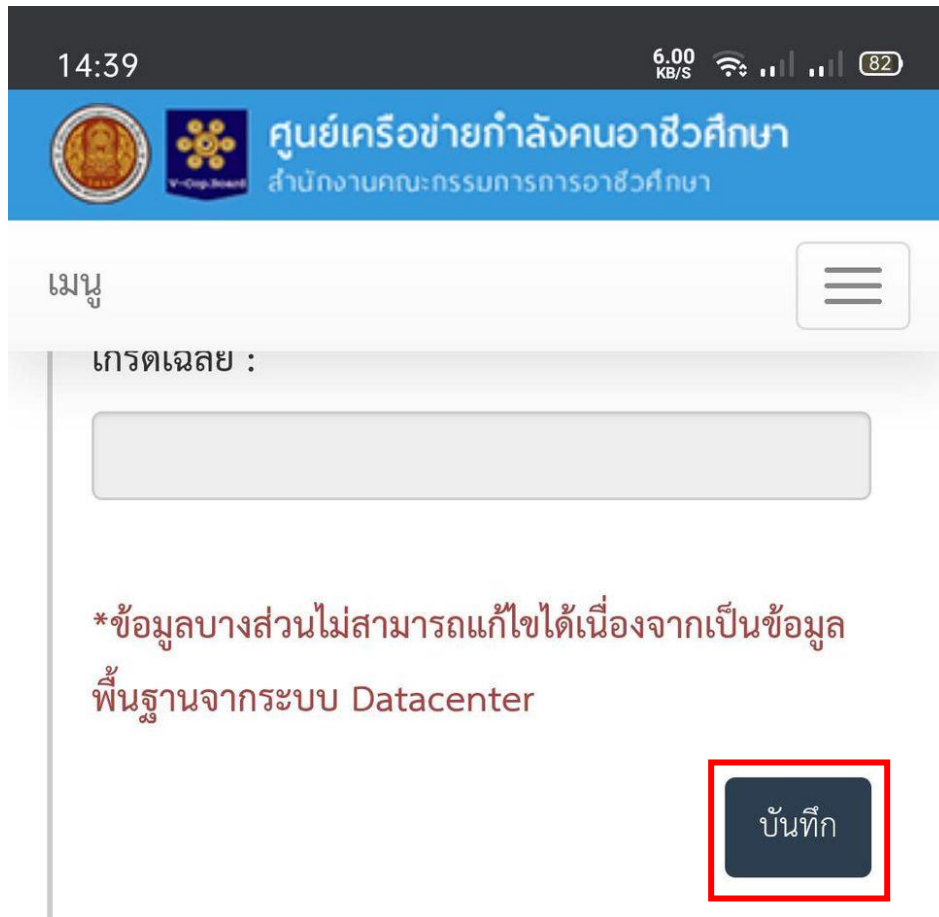 14:39
6.00
KB/S
82
ศูนย์เครือข่ายกำลังคนอาชีวศึกษา
V-Cop.Board
สำนักงานคณะกรรมการการอาชีวศึกษา
เมนู
เกรดเฉลี่ย :
*ข้อมูลบางส่วนไม่สามารถแก้ไขได้เนื่องจากเป็นข้อมูล
พื้นฐานจากระบบ Datacenter
บันทึก